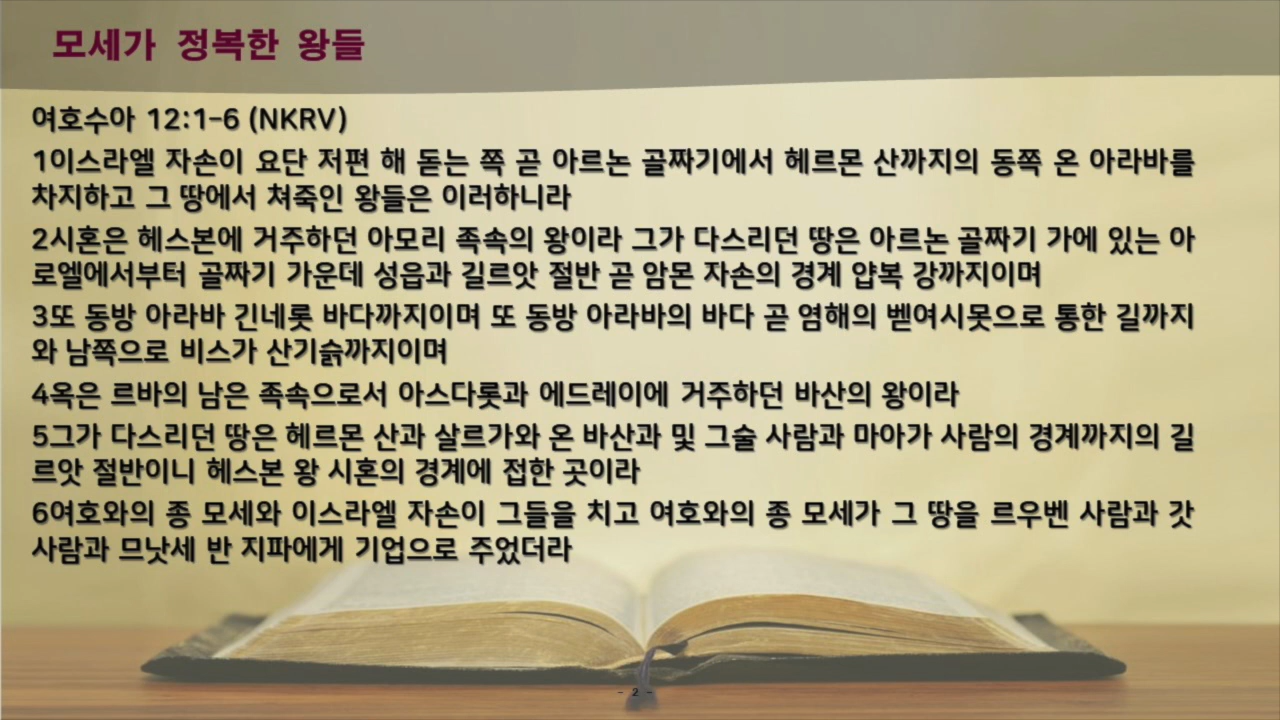 모세가 정복한 왕들
여호수아 12:1-6 (NKRV)
1이스라엘 자손이 요단 저편 해 돋는 쪽 곧 아르논 골짜기에서 헤르몬 산까지의 동쪽 온 아라바를
차지하고 그 땅에서 쳐죽인 왕들은 이러하니라
2시혼은 헤스본에 거주하던 아모리 족속의 왕이라 그가 다스리던 땅은 아르논 골짜기 가에 있는 아
로엘에서부터 골짜기 가운데 성읍과 길르앗 절반 곧 암몬 자손의 경계 얍복 강까지이며
3또 동방 아라바 긴네롯 바다까지이며 또 동방 아라바의 바다 곧 염해의 벧여시못으로 통한 길까지
와 남쪽으로 비스가 산기슭까지이며
4옥은 르바의 남은 족속으로서 아스다롯과 에드레이에 거주하던 바산의 왕이라
5그가 다스리던 땅은 헤르몬 산과 살르가와 온 바산과 및 그술 사람과 마아가 사람의 경계까지의 길
르앗 절반이니 헤스본 왕 시혼의 경계에 접한 곳이라
6여호와의 종 모세와 이스라엘 자손이 그들을 치고 여호와의 종 모세가 그 땅을 르우벤 사람과 갓
사람과 므낫세 반 지파에게 기업으로 주었더라
- 2 -